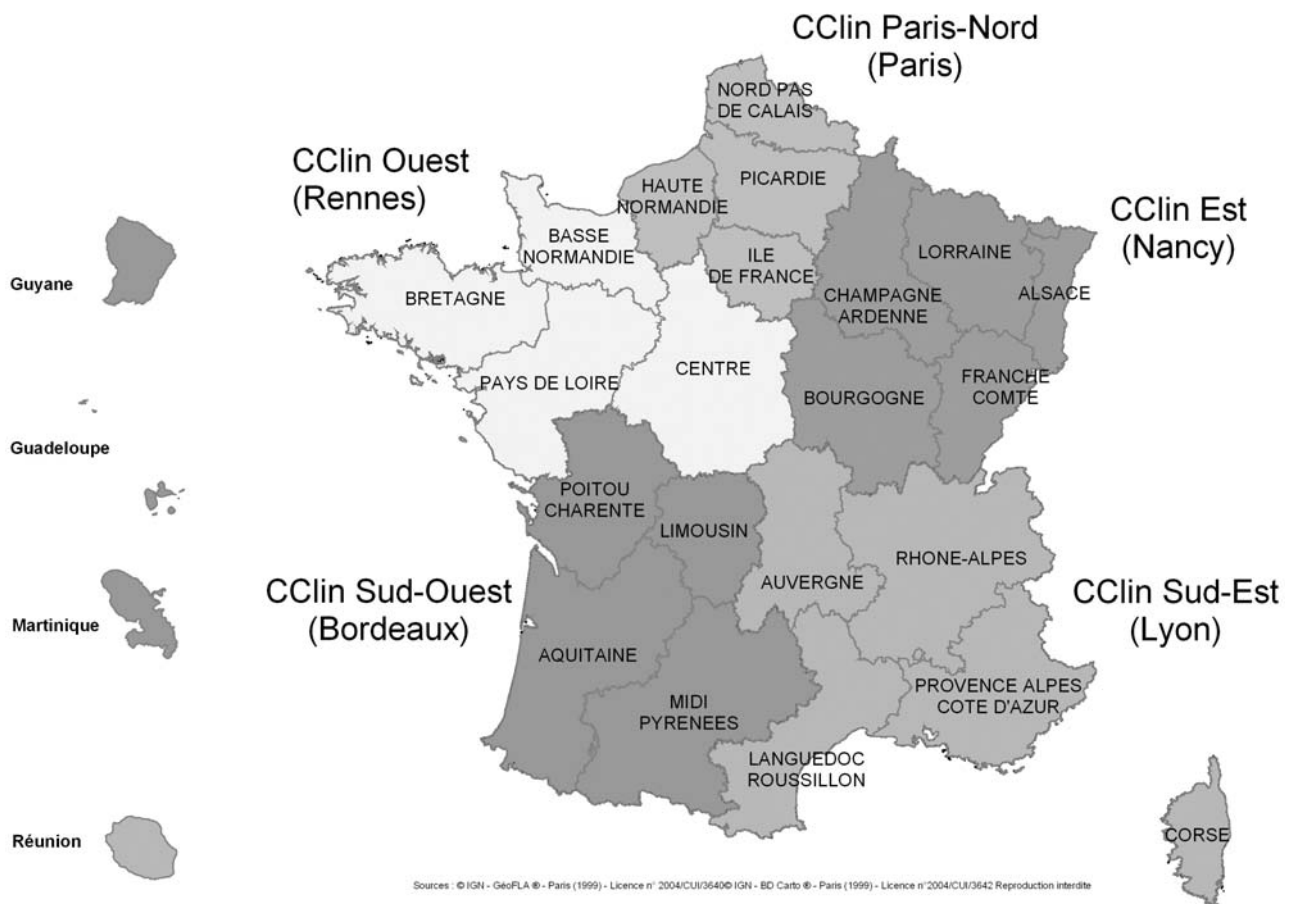 CClin Paris-Nord
(Paris)
NORD PAS
DE CALAIS
CClin Ouest
(Rennes)
HAUTE
NORMANDIE
PICARDIE
CClin Est
(Nancy)
BASSE
NORMANDIE
ILE
DE FRANCE
LORRAINE
ALSACE
Guyane
BRETAGNE
CHAMPAGNE
ARDENNE
PAYS DE LOIRE
CENTRE
BOURGOGNE
FRANCHE
COMTE
Guadeloupe
POITOU
CHARENTE
LIMOUSIN
RHONE-ALPES
AUVERGNE
CClin Sud-Ouest
(Bordeaux)
CClin Sud-Est
(Lyon)
Martinique
AQUITAINE
MIDI
PYRENEES
PROVENCE ALPES
COTE D'AZUR
LANGUEDOC
ROUSSILLON
Réunion
CORSE
Sources : © IGN - GéoFLA ® - Paris (1999) - Licence n° 2004/CUI/3640© IGN - BD Carto ® - Paris (1999) - Licence n°2004/CUI/3642 Reproduction interdite